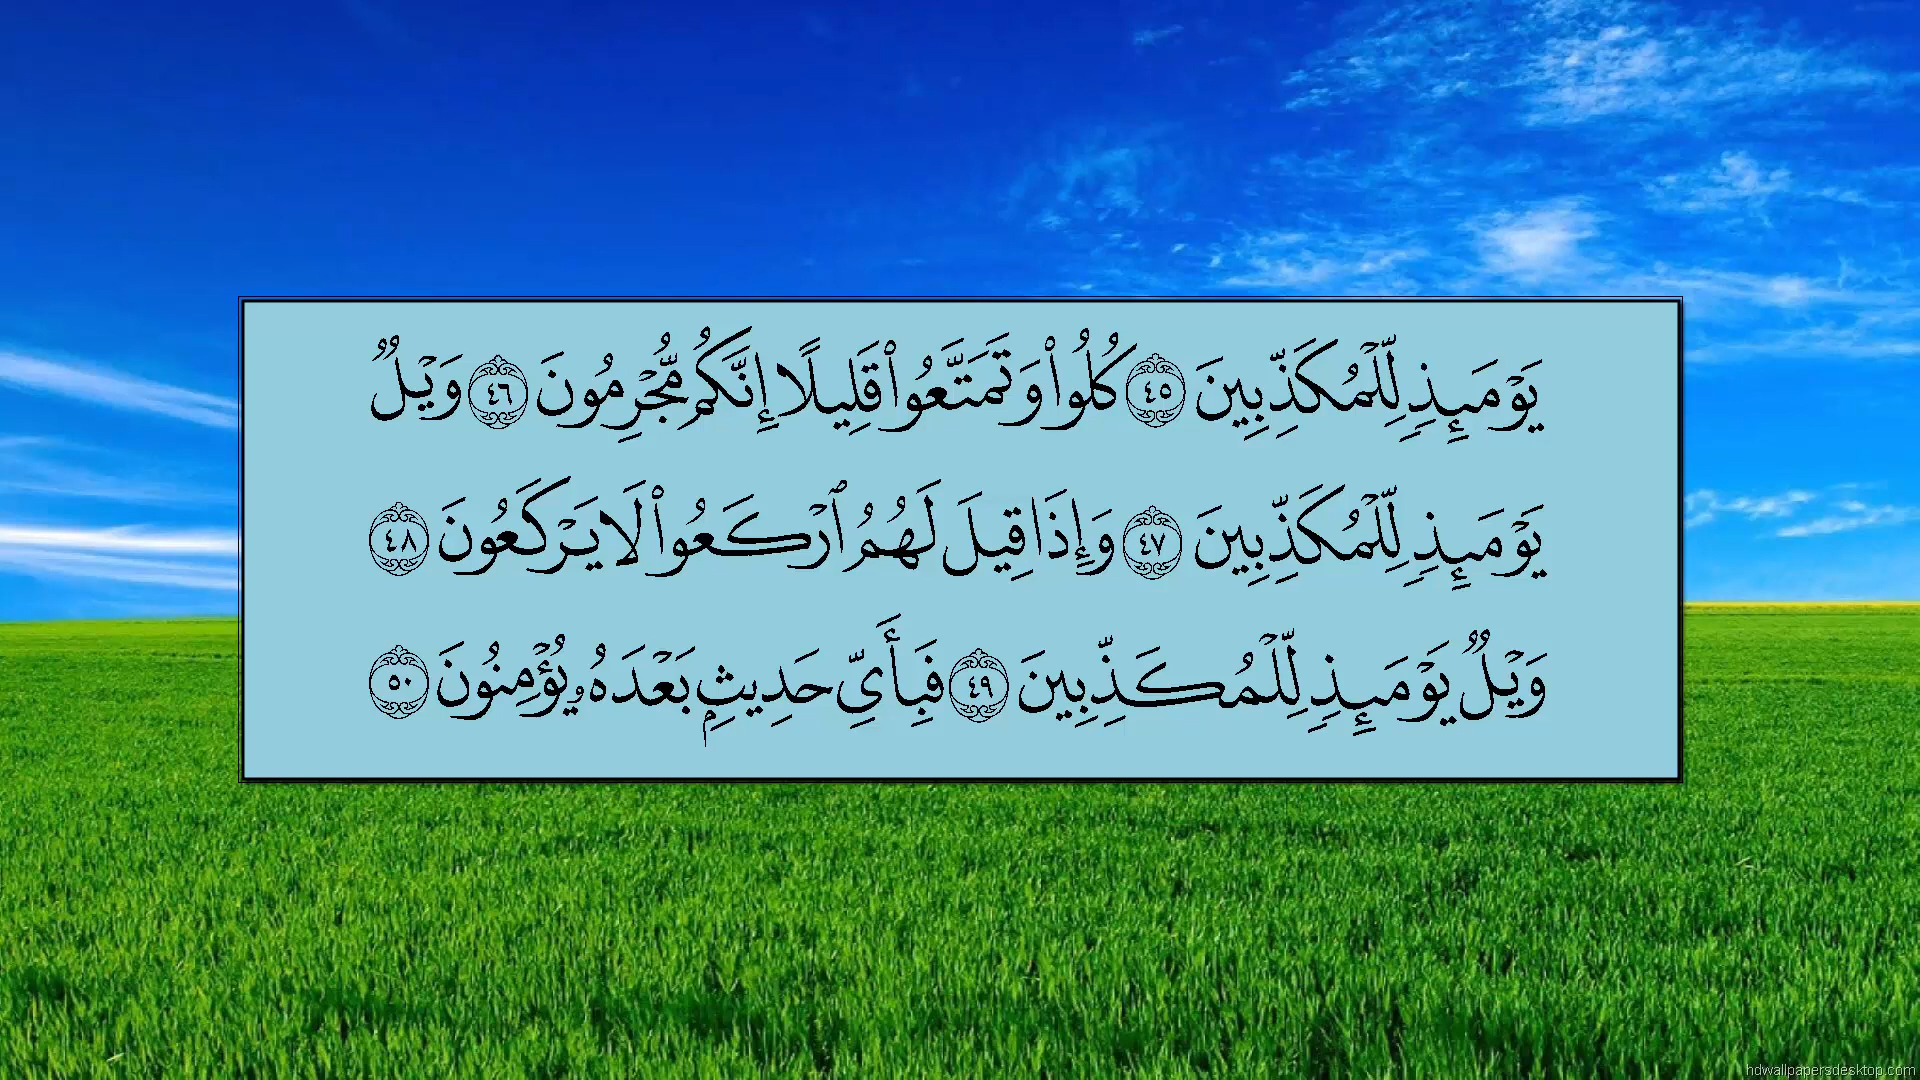 يَوْمَئِذٍ لِّلْمُكَذِّبِينَ ٤٥ كُلُوا۟ وَتَمَتَّعُوا۟ قَلِيلًا إِنَّكُم مُّجْرِمُونَ ٤٦ وَيْلٌ
يَوْمَئِذٍ لِّلْمُكَذِّبِينَ ٤٧ وَإِذَا قِيلَ لَهُمُ ٱرْكَعُوا۟ لَا يَرْكَعُونَ ٤٨
وَيْلٌ يَوْمَئِذٍ لِّلْمُكَذِّبِينَ ٤٩ فَبِأَىِّ حَدِيثٍۭ بَعْدَهُۥ يُؤْمِنُونَ ٥٠
hdwallpapersdesktop.com